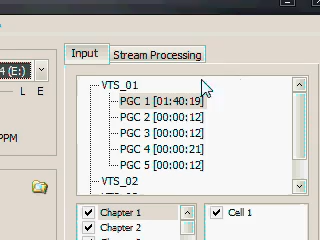 Input
Stream Processing
4 (E:)
L E
VTS_01
PGC 1 [01:40:19]
PGC 2 [00:00:12]
PGC 3 [00:00:12]
PGC 4 [00:00:21]
PGC 5 [00:00:12]
PPM
VTS_02
Chapter 1
Cell 1
Chapter 2